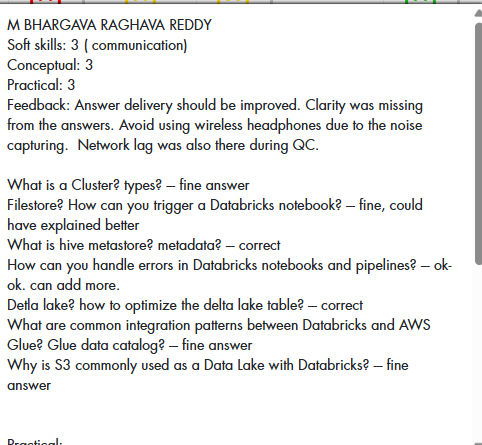 M BHARGAVA RAGHAVA REDDY
Soft skills: 3 ( communication)
Conceptual: 3
Practical: 3
Feedback: Answer delivery should be improved. Clarity was missing
from the answers. Avoid using wireless headphones due to the noise
capturing.  Network lag was also there during QC.

What is a Cluster? types? – fine answer
Filestore? How can you trigger a Databricks notebook? – fine, could
have explained better
What is hive metastore? metadata? – correct
How can you handle errors in Databricks notebooks and pipelines? – ok-
ok. can add more.
Detla lake? how to optimize the delta lake table? – correct
What are common integration patterns between Databricks and AWS
Glue? Glue data catalog? – fine answer
Why is S3 commonly used as a Data Lake with Databricks? – fine
answer

Practical: